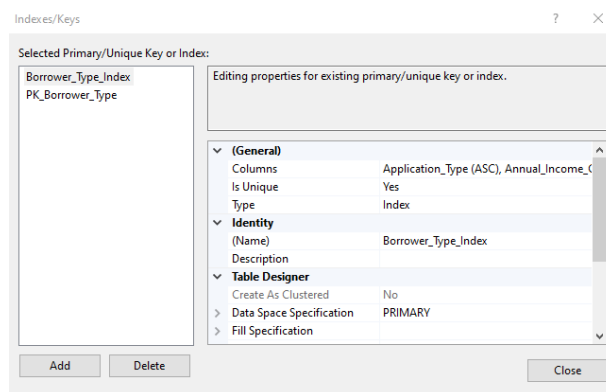 Indexes/Keys
Selected Primary/Unique Key or Index:
Borrower_Type_Index
PK_Borrower_Type
Editing properties for existing primary/unique key or index.
(General)
Columns Application_Type (ASC), Annual_Income_
Is Unique Yes
Type Index
Identity
(Name) Borrower_Type_Index
Description
Table Designer
Create As Clustered No
Data Space Specification PRIMARY
Fill Specification
Add Delete
Close